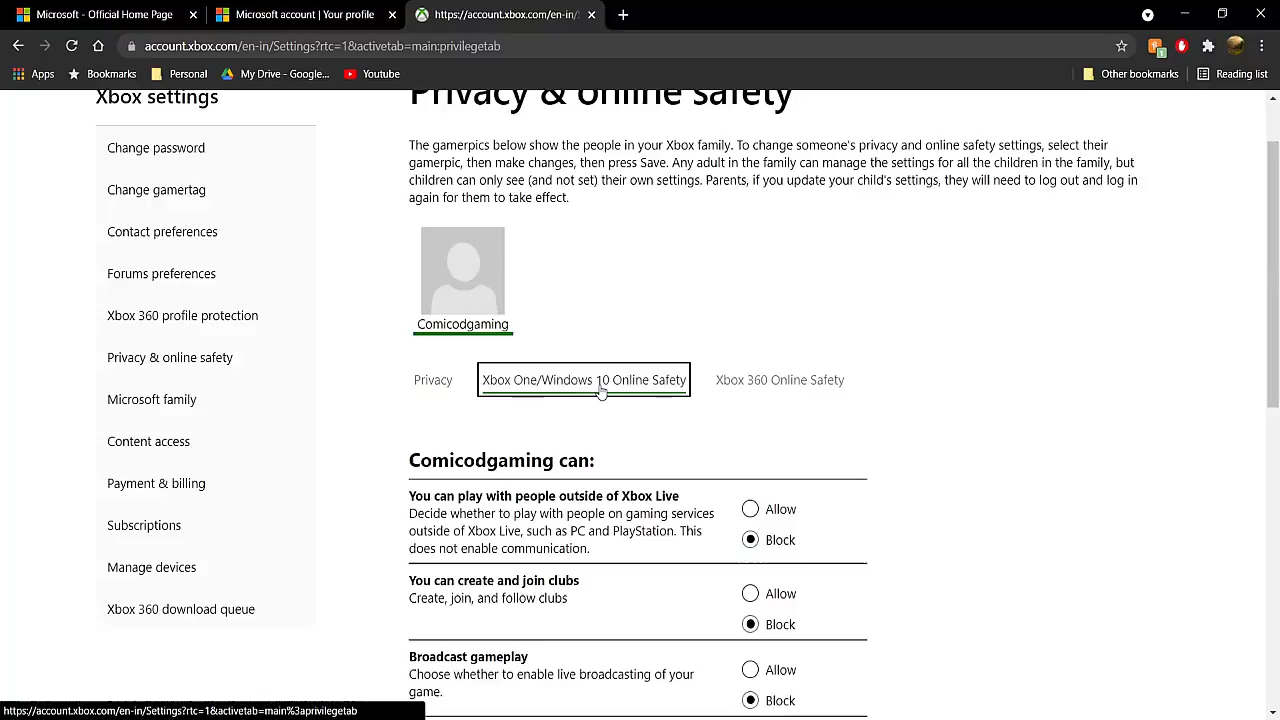 Microsoft - Official Home Page
Microsoft account | Your profile
https://account.xbox.com/en-in/S
account.xbox.com/en-in/Settings?rtc=1&activetab=main:privilegetab
1
Apps
Bookmarks
Personal
My Drive - Google...
Youtube
Other bookmarks
Reading list
Xbox settings
Change password
Change gamertag
Contact preferences
Forums preferences
Xbox 360 profile protection
Privacy & online safety
Microsoft family
Content access
Payment & billing
Subscriptions
Manage devices
Xbox 360 download queue
Privacy & online safety
The gamerpics below show the people in your Xbox family. To change someone's privacy and online safety settings, select their
gamerpic, then make changes, then press Save. Any adult in the family can manage the settings for all the children in the family, but
children can only see (and not set) their own settings. Parents, if you update your child's settings, they will need to log out and log in
again for them to take effect.
Comicodgaming
Privacy
Xbox One/Windows 10 Online Safety
Xbox 360 Online Safety
Comicodgaming can:
You can play with people outside of Xbox Live
Decide whether to play with people on gaming services
outside of Xbox Live, such as PC and PlayStation. This
does not enable communication.
Allow
Block
You can create and join clubs
Create, join, and follow clubs
Allow
Block
Broadcast gameplay
Choose whether to enable live broadcasting of your
game.
Allow
Block
https://account.xbox.com/en-in/Settings?rtc=1&activetab=main%3aprivilegetab